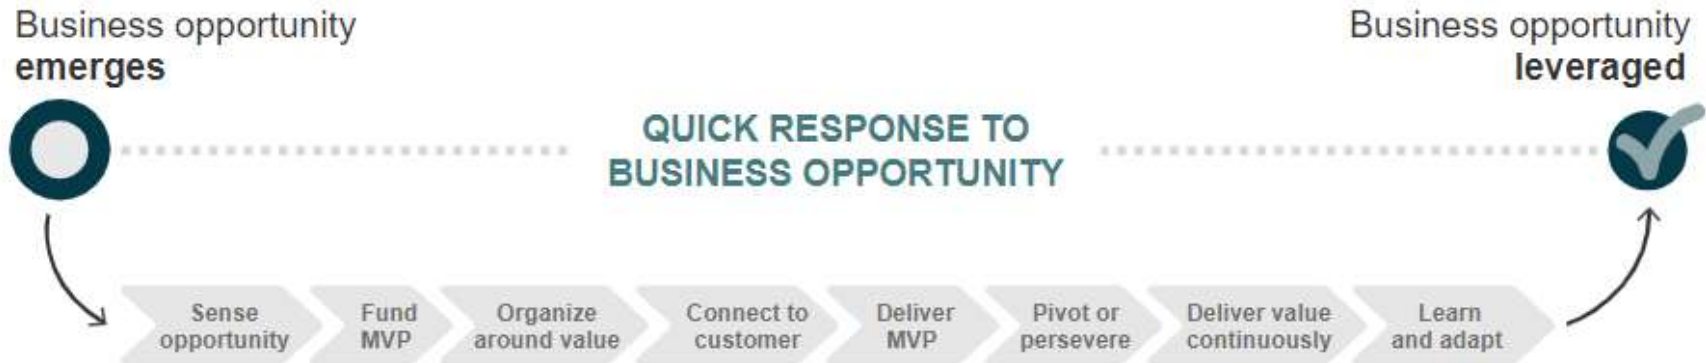 Business opportunity
emerges
Business opportunity
leveraged
QUICK RESPONSE TO
BUSINESS OPPORTUNITY
Sense
opportunity
Fund
MVP
Organize
around value
Connect to
customer
Deliver
MVP
Pivot or
persevere
Deliver value
continuously
Learn
and adapt